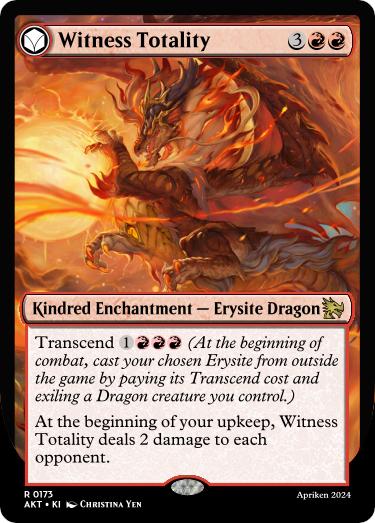 Witness Totality 3
Kindred Enchantment — Erysite Dragon
Transcend 1 (At the beginning of
combat, cast your chosen Erysite from outside
the game by paying its Transcend cost and
exiling a Dragon creature you control.)
At the beginning of your upkeep, Witness
Totality deals 2 damage to each
opponent.
R 0173
AKT • KI Christina Yen
Apriken 2024